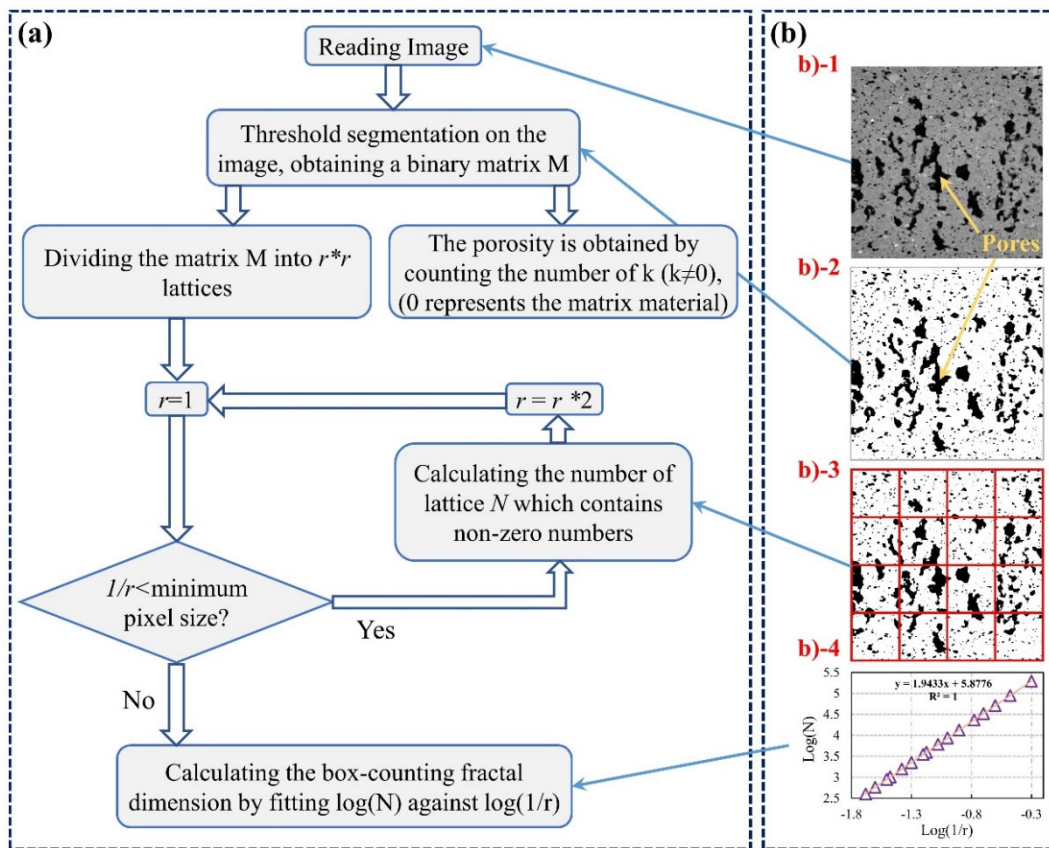 (a)
Reading Image
Threshold segmentation on the
image, obtaining a binary matrix M
Dividing the matrix M into r*r
lattices
The porosity is obtained by
counting the number of k (k≠0),
(0 represents the matrix material)
r=1
r = r *2
Calculating the number of
lattice N which contains
non-zero numbers
1/r<minimum
pixel size?
Yes
No
Calculating the box-counting fractal
dimension by fitting log(N) against log(1/r)
(b)
b)-1
Pores
b)-2
b)-3
b)-4
y = 1.9433x + 5.8776
R² = 1
Log(N)
5.5
5
4.5
4
3.5
3
2.5
-1.8
-1.3
-0.8
-0.3
Log(1/r)